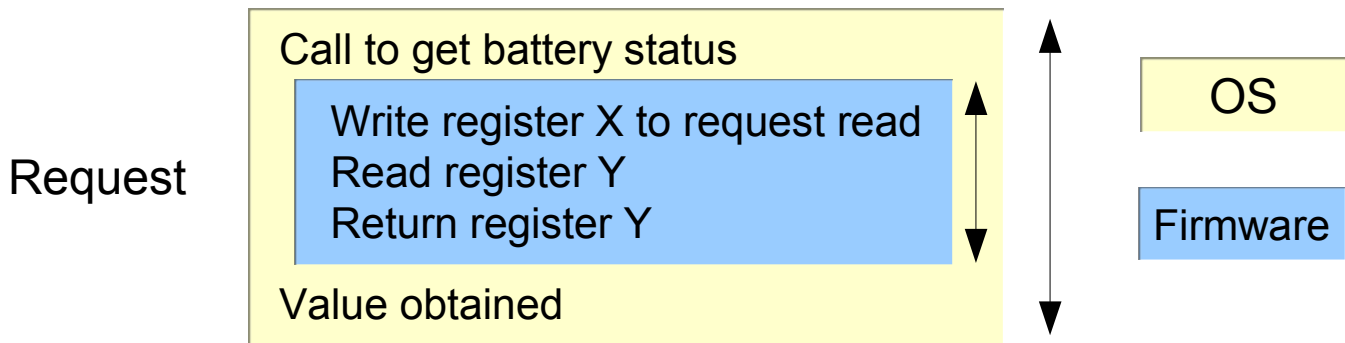 Request
Call to get battery status
Write register X to request read
Read register Y
Return register Y
Value obtained
OS
Firmware